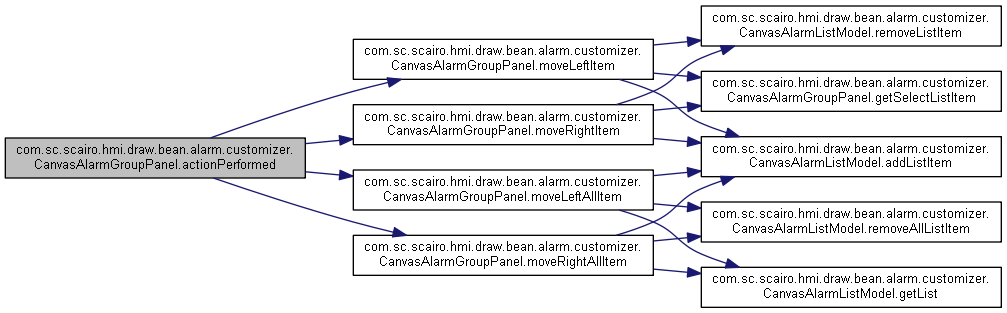 com.sc.scairo.hmi.draw.bean.alarm.customizer.
CanvasAlarmGroupPanel.actionPerformed
com.sc.scairo.hmi.draw.bean.alarm.customizer.
CanvasAlarmGroupPanel.moveLeftItem
com.sc.scairo.hmi.draw.bean.alarm.customizer.
CanvasAlarmGroupPanel.moveRightItem
com.sc.scairo.hmi.draw.bean.alarm.customizer.
CanvasAlarmGroupPanel.moveLeftAllItem
com.sc.scairo.hmi.draw.bean.alarm.customizer.
CanvasAlarmGroupPanel.moveRightAllItem
com.sc.scairo.hmi.draw.bean.alarm.customizer.
CanvasAlarmListModel.removeListItem
com.sc.scairo.hmi.draw.bean.alarm.customizer.
CanvasAlarmGroupPanel.getSelectListItem
com.sc.scairo.hmi.draw.bean.alarm.customizer.
CanvasAlarmListModel.addListItem
com.sc.scairo.hmi.draw.bean.alarm.customizer.
CanvasAlarmListModel.removeAllListItem
com.sc.scairo.hmi.draw.bean.alarm.customizer.
CanvasAlarmListModel.getList